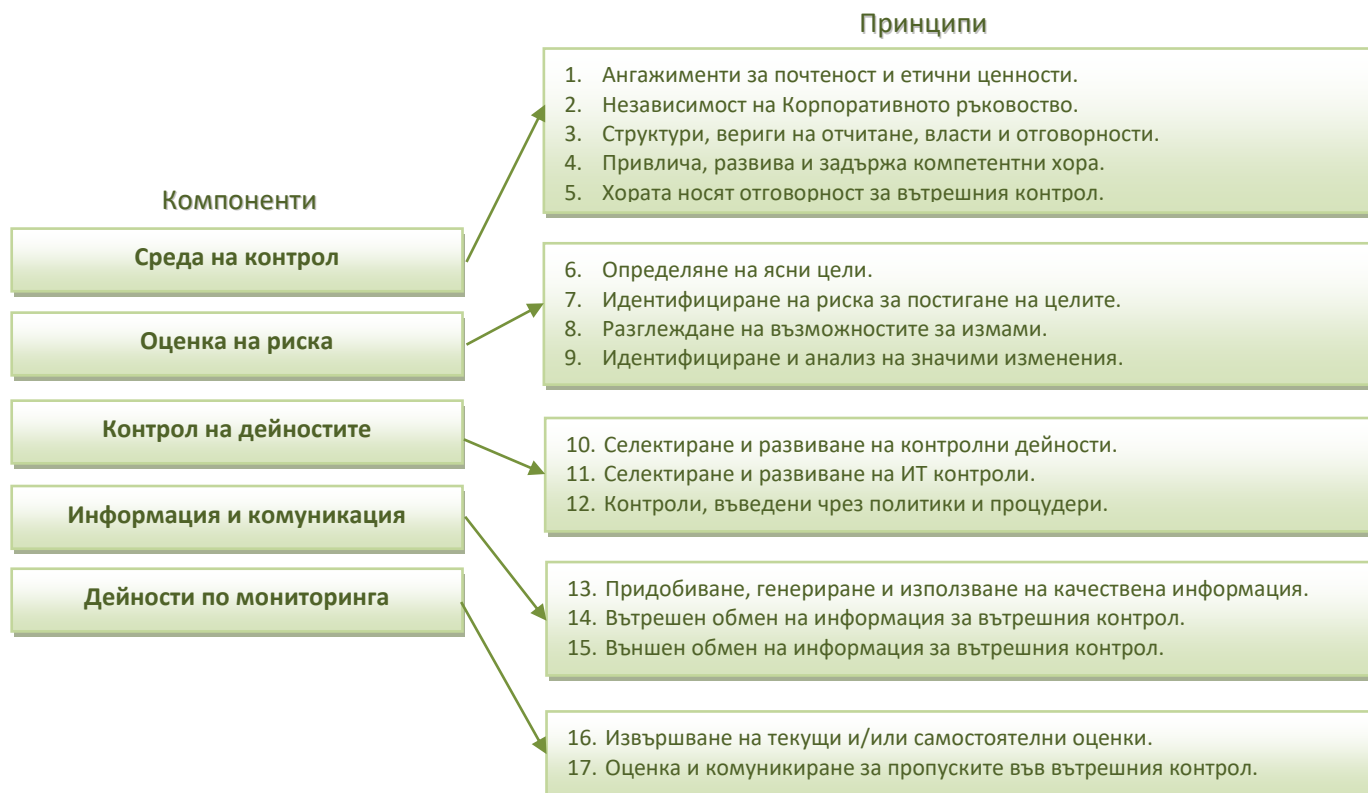 Принципи
1. Ангажименти за почтеност и етични ценности.
2. Независимост на Корпоративното ръковоство.
3. Структури, вериги на отчитане, власти и отговорности.
4. Привлича, развива и задържа компетентни хора.
5. Хората носят отговорност за вътрешния контрол.
Компоненти
Среда на контрол
6. Определяне на ясни цели.
7. Идентифициране на риска за постигане на целите.
8. Разглеждане на възможностите за измами.
9. Идентифициране и анализ на значими изменения.
Оценка на риска
Контрол на дейностите
10. Селектиране и развиване на контролни дейности.
11. Селектиране и развиване на ИТ контроли.
12. Контроли, въведени чрез политики и процудери.
Информация и комуникация
13. Придобиване, генериране и използване на качествена информация.
14. Вътрешен обмен на информация за вътрешния контрол.
15. Външен обмен на информация за вътрешния контрол.
Дейности по мониторинга
16. Извършване на текущи и/или самостоятелни оценки.
17. Оценка и комуникиране за пропуските във вътрешния контрол.